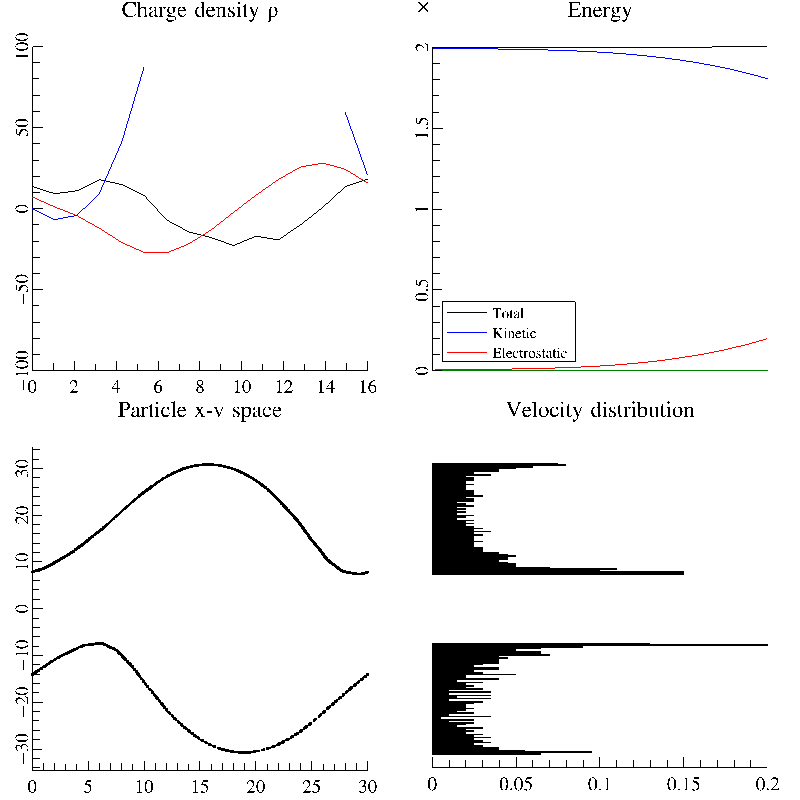 Charge density ρ
100
50
0
−50
−100
0 2 4 6 8 10 12 14 16
×
Energy
2
1.5
1
0.5
0
Total
Kinetic
Electrostatic
Particle x-v space
30
20
10
0
−10
−20
−30
0 5 10 15 20 25 30
Velocity distribution
0 0.05 0.1 0.15 0.2